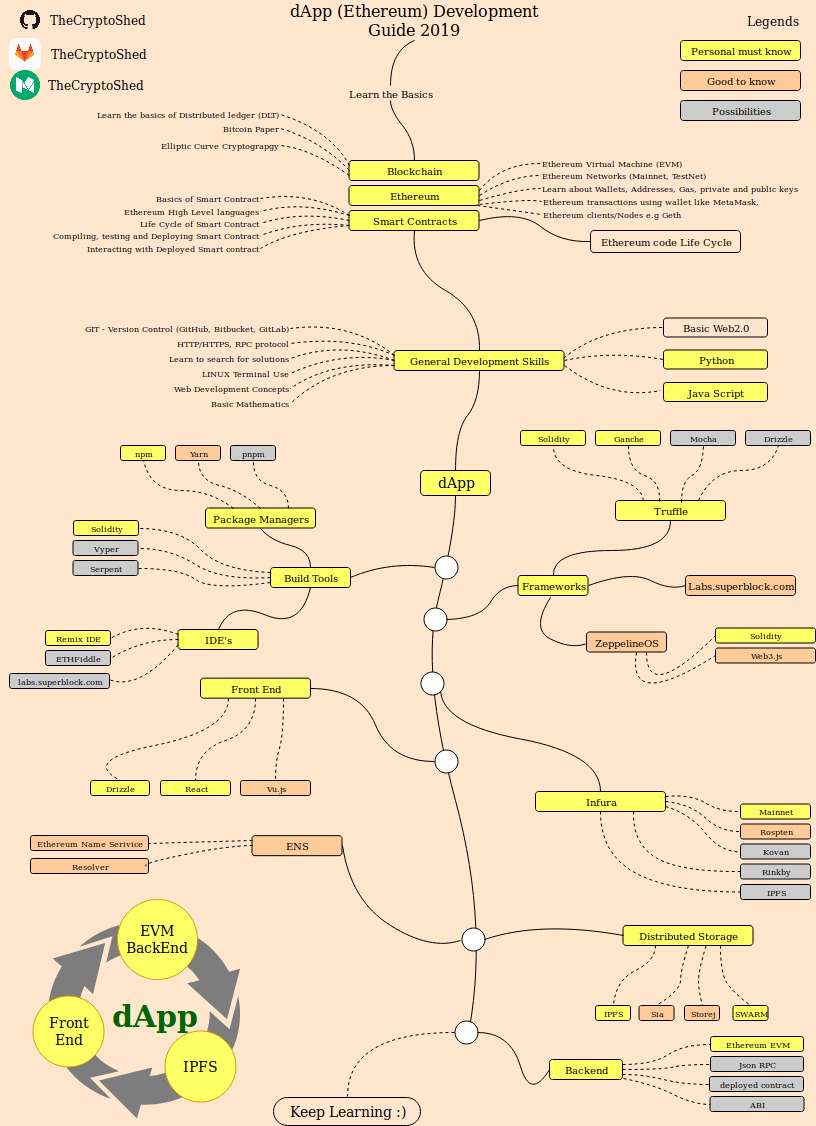 TheCryptoShed
TheCryptoShed
TheCryptoShed
dApp (Ethereum) Development
Guide 2019
Legends
Personal must know
Good to know
Possibilities
Learn the Basics
Learn the basics of Distributed ledger (DLT)
Bitcoin Paper
Elliptic Curve Cryptograpgy
Blockchain
Ethereum
Smart Contracts
Ethereum Virtual Machine (EVM)
Ethereum Networks (Mainnet, TestNet)
Learn about Wallets, Addresses, Gas, private and public keys
Ethereum transactions using wallet like MetaMask,
Ethereum clients/Nodes e.g Geth
Basics of Smart Contract
Ethereum High Level languages
Life Cycle of Smart Contract
Compiling, testing and Deploying Smart Contract
Interacting with Deployed Smart contract
Ethereum code Life Cycle
GIT - Version Control (GitHub, Bitbucket, GitLab)
HTTP/HTTPS, RPC protocol
Learn to search for solutions
LINUX Terminal Use
Web Development Concepts
Basic Mathematics
General Development Skills
Basic Web2.0
Python
Java Script
npm
Yarn
pnpm
Package Managers
dApp
Solidity
Ganche
Mocha
Drizzle
Truffle
Solidity
Vyper
Serpent
Build Tools
Frameworks
Labs.superblock.com
Remix IDE
ETHFiddle
labs.superblock.com
IDE's
ZeppelineOS
Solidity
Web3.js
Front End
Drizzle
React
Vu.js
Infura
Mainnet
Rospten
Kovan
Rinkby
IPFS
Ethereum Name Serivice
Resolver
ENS
Distributed Storage
IPFS
Sia
Storej
SWARM
EVM
BackEnd
Front
End
dApp
IPFS
Backend
Ethereum EVM
Json RPC
deployed contract
ABI
Keep Learning :)